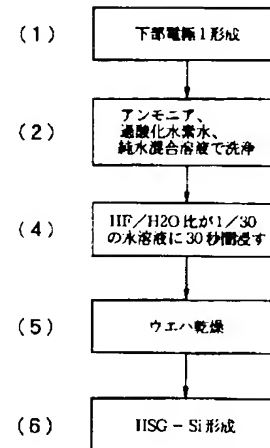 (1)
下部電極1形成
(2)
アンモニア、
過酸化水素水、
純水混合溶液で洗浄
(4)
HF/H2O比が1/30
の水溶液に30秒間浸す
(5)
ウエハ乾燥
(6)
HSG-Si形成